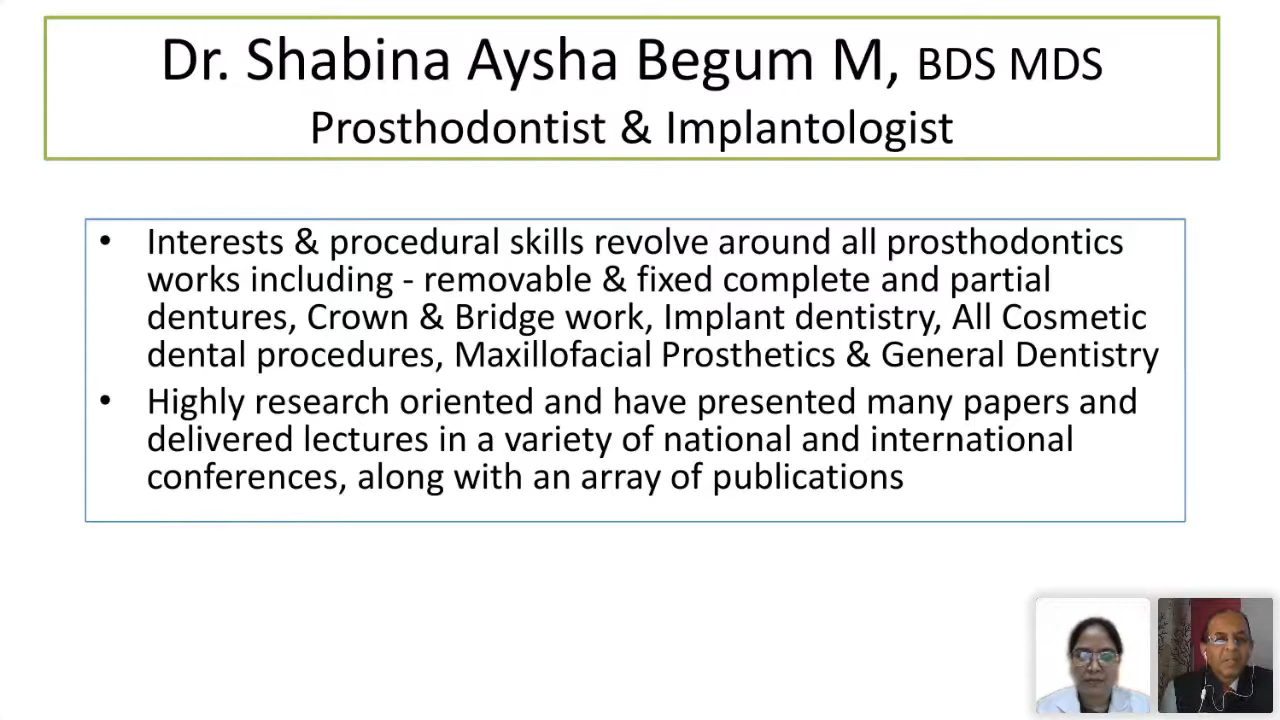 Dr. Shabina Aysha Begum M, BDS MDS
Prosthodontist & Implantologist
• Interests & procedural skills revolve around all prosthodontics
works including - removable & fixed complete and partial
dentures, Crown & Bridge work, Implant dentistry, All Cosmetic
dental procedures, Maxillofacial Prosthetics & General Dentistry
• Highly research oriented and have presented many papers and
delivered lectures in a variety of national and international
conferences, along with an array of publications